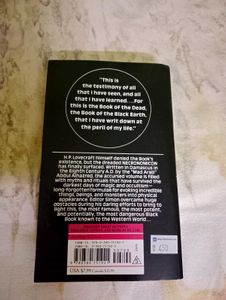 "This is
the testimony of all
that I have seen, and all
that I have learned. ...For
this is the Book of the Dead,
the Book of the Black Earth,
that I have writ down at
the peril of my life."
H.P. Lovecraft himself denied the Book's
existence, but the dreaded NECRONOMICON
has finally surfaced. Written in Damascus in
the Eighth Century A.D. by the "Mad Arab"
Abdul Alhazred, the accursed volume is filled
with myths and rituals that have survived the
darkest days of magic and occultism—
long forgotten formulae for evoking incredible
things, beings, and monsters into physical
appearance. Editor Simon overcame huge
obstacles during his daring efforts to bring to
light this, the most famous, the most potent,
and potentially, the most dangerous Black
Book known to the Western World...
USA $7.99